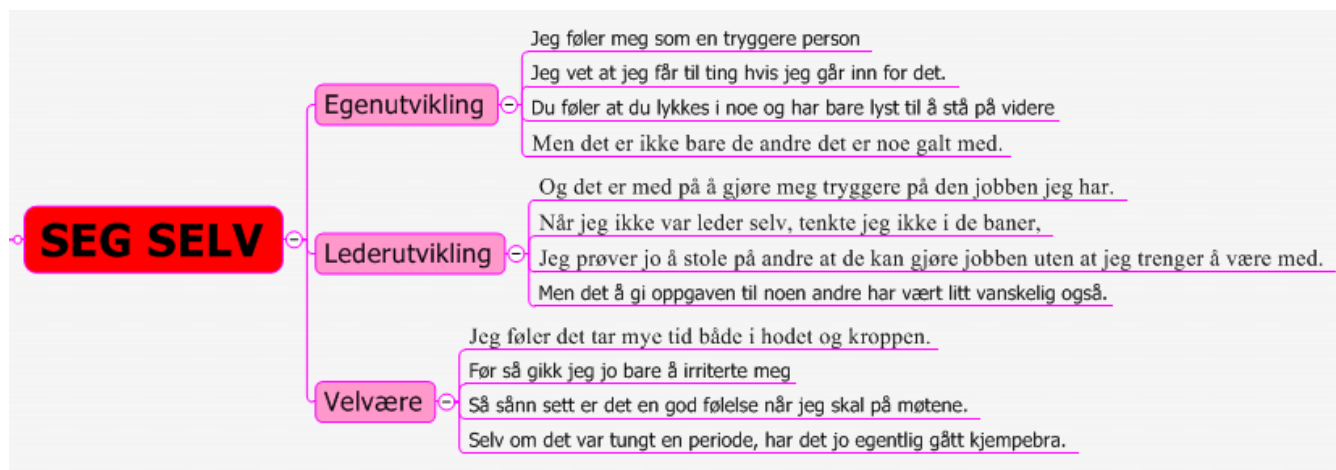 SEG SELV
Egenutvikling
Jeg føler meg som en tryggere person
Jeg vet at jeg får til ting hvis jeg går inn for det.
Du føler at du lykkes i noe og har bare lyst til å stå på videre
Men det er ikke bare de andre det er noe galt med.
Lederutvikling
Og det er med på å gjøre meg tryggere på den jobben jeg har.
Når jeg ikke var leder selv, tenkte jeg ikke i de baner,
Jeg prøver jo å stole på andre at de kan gjøre jobben uten at jeg trenger å være med.
Men det å gi oppgaven til noen andre har vært litt vanskelig også.
Velvære
Jeg føler det tar mye tid både i hodet og kroppen.
Før så gikk jeg jo bare å irriterte meg
Så sånn sett er det en god følelse når jeg skal på møtene.
Selv om det var tungt en periode, har det jo egentlig gått kjempebra.